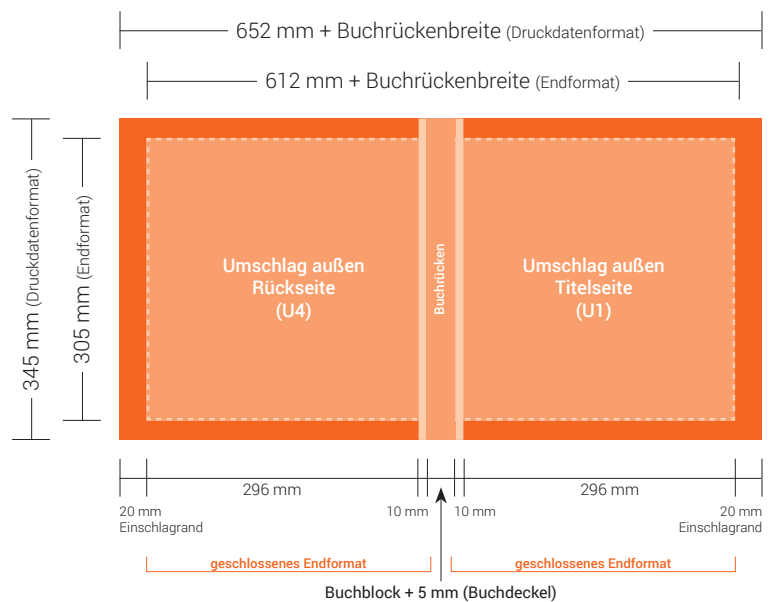 652 mm + Buchrückenbreite (Druckdatenformat)
612 mm + Buchrückenbreite (Endformat)
345 mm (Druckdatenformat)
305 mm (Endformat)
Umschlag außen
Rückseite
(U4)
Buchrücken
Umschlag außen
Titelseite
(U1)
296 mm
296 mm
20 mm
Einschlagrand
10 mm
10 mm
20 mm
Einschlagrand
geschlossenes Endformat
geschlossenes Endformat
Buchblock + 5 mm (Buchdeckel)